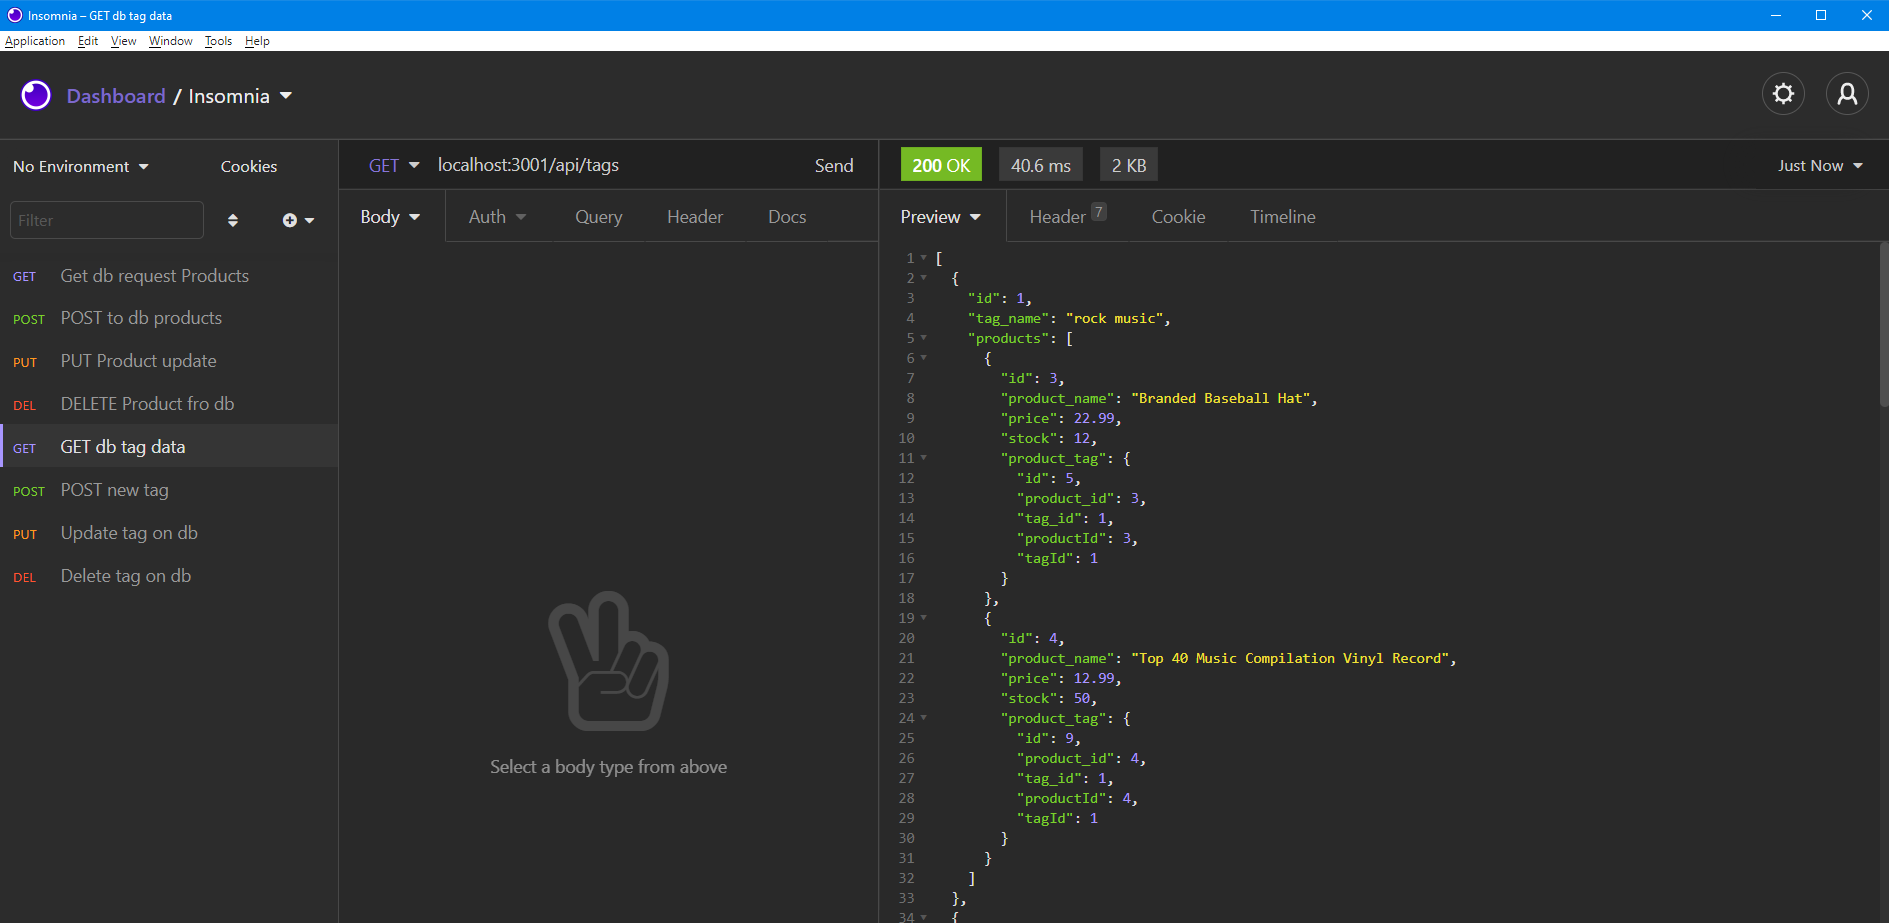 Insomnia – GET db tag data
Application Edit View Window Tools Help
Dashboard / Insomnia
No Environment Cookies
Filter
GET Get db request Products
POST POST to db products
PUT PUT Product update
DEL DELETE Product fro db
GET GET db tag data
POST POST new tag
PUT Update tag on db
DEL Delete tag on db
GET localhost:3001/api/tags Send
Body Auth Query Header Docs
Select a body type from above
200 OK 40.6 ms 2 KB Just Now
Preview Header 7 Cookie Timeline
1 [
2 {
3 "id": 1,
4 "tag_name": "rock music",
5 "products": [
6 {
7 "id": 3,
8 "product_name": "Branded Baseball Hat",
9 "price": 22.99,
10 "stock": 12,
11 "product_tag": {
12 "id": 5,
13 "product_id": 3,
14 "tag_id": 1,
15 "productId": 3,
16 "tagId": 1
17 }
18 },
19 {
20 "id": 4,
21 "product_name": "Top 40 Music Compilation Vinyl Record",
22 "price": 12.99,
23 "stock": 50,
24 "product_tag": {
25 "id": 9,
26 "product_id": 4,
27 "tag_id": 1,
28 "productId": 4,
29 "tagId": 1
30 }
31 }
32 ]
33 },
34 {